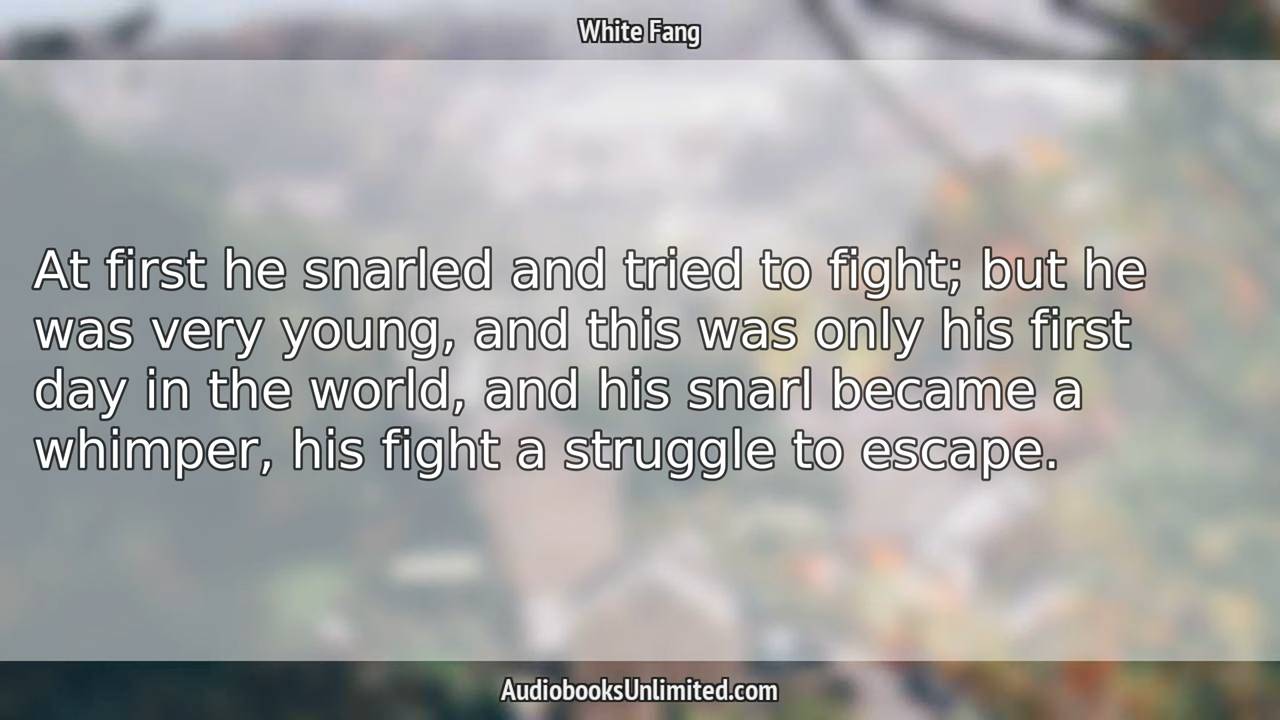 White Fang
At first he snarled and tried to fight; but he
was very young, and this was only his first
day in the world, and his snarl became a
whimper, his fight a struggle to escape.
AudiobooksUnlimited.com